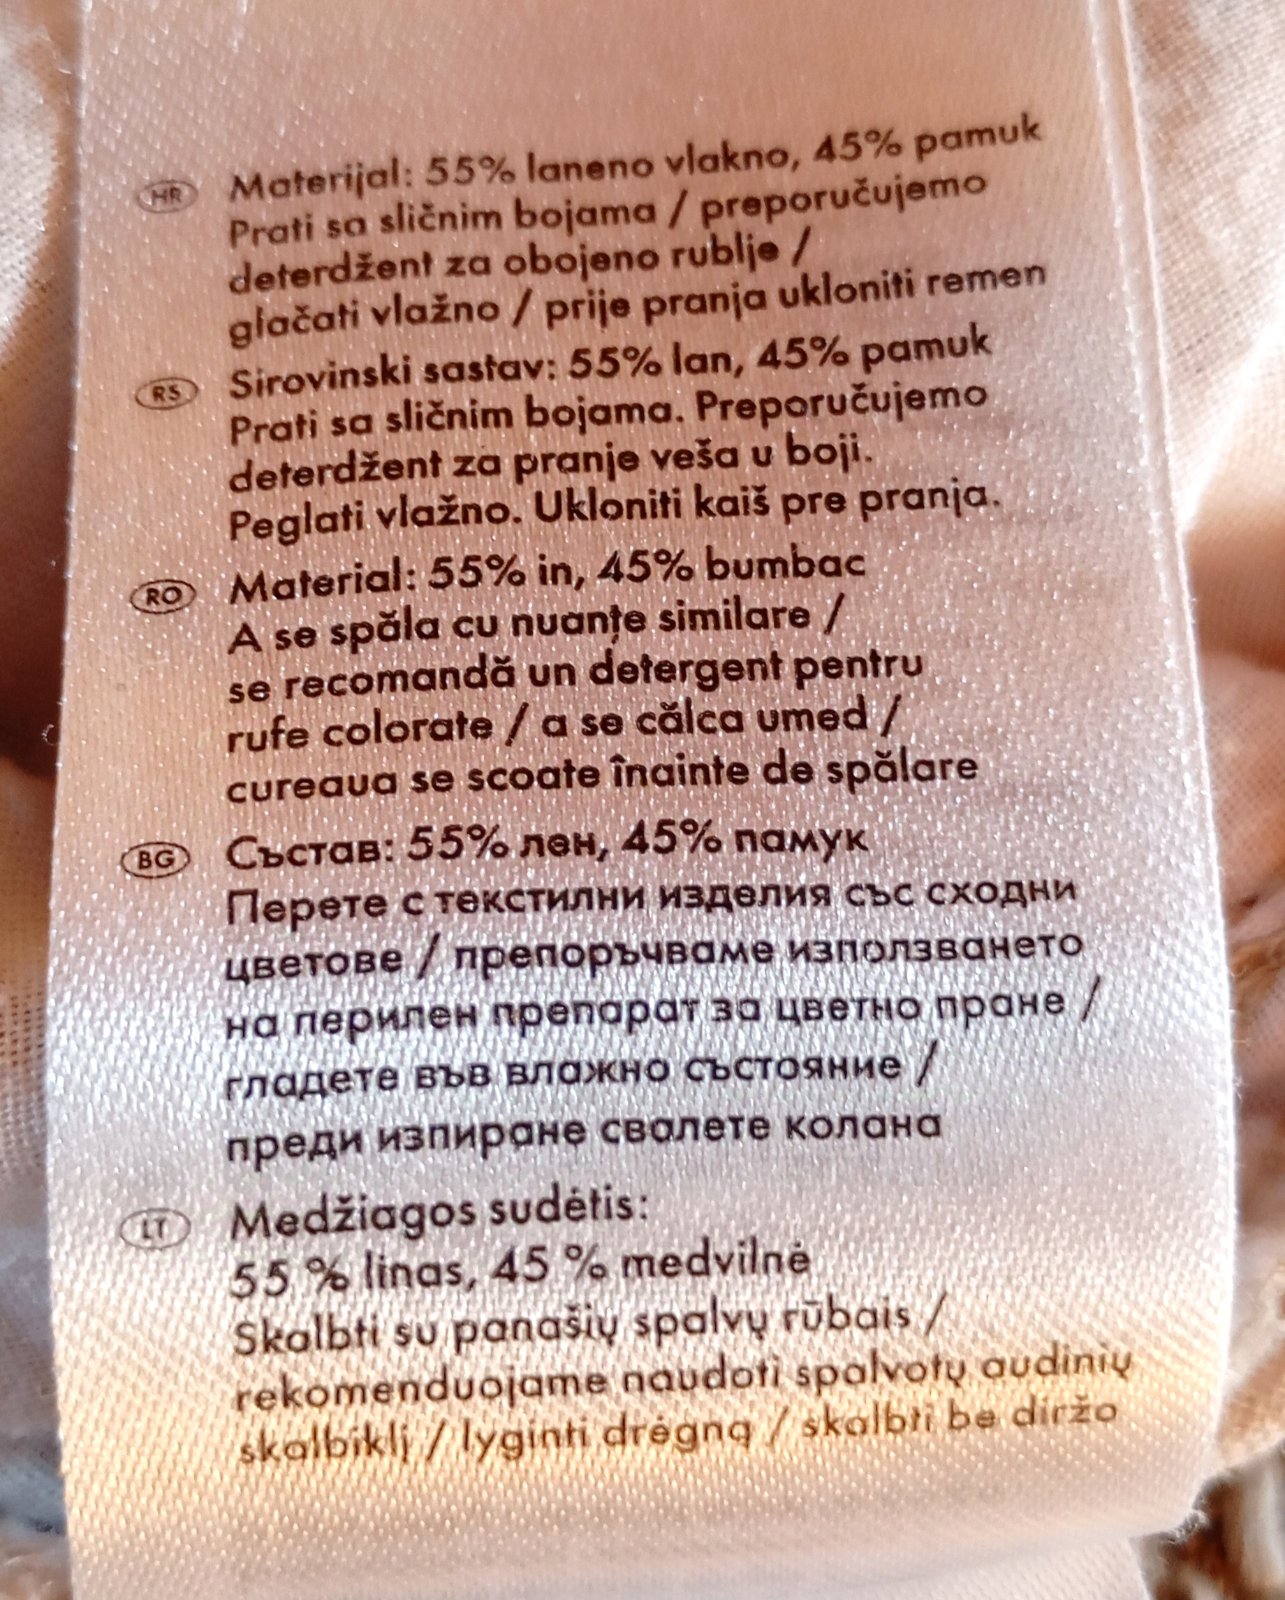 HR Materijal: 55% laneno vlakno, 45% pamuk
Prati sa sličnim bojama / preporučujemo
deterdžent za obojeno rublje /
glačati vlažno / prije pranja ukloniti remen
RS Sirovinski sastav: 55% lan, 45% pamuk
Prati sa sličnim bojama. Preporučujemo
deterdžent za pranje veša u boji.
Peglati vlažno. Ukloniti kaiš pre pranja.
RO Material: 55% in, 45% bumbac
A se spăla cu nuanțe similare /
se recomandă un detergent pentru
rufe colorate / a se călca umed /
cureaua se scoate înainte de spălare
BG Състав: 55% лен, 45% памук
Перете с текстилни изделия със сходни
цветове / препоръчваме използването
на перилен препарат за цветно пране /
гладете във влажно състояние /
преди изпиране свалете колана
LT Medžiagos sudėtis:
55 % linas, 45 % medvilnė
Skalbti su panašių spalvų rūbais /
rekomenduojame naudoti spalvotų audinių
skalbiklį / lyginti drėgną / skalbti be diržo